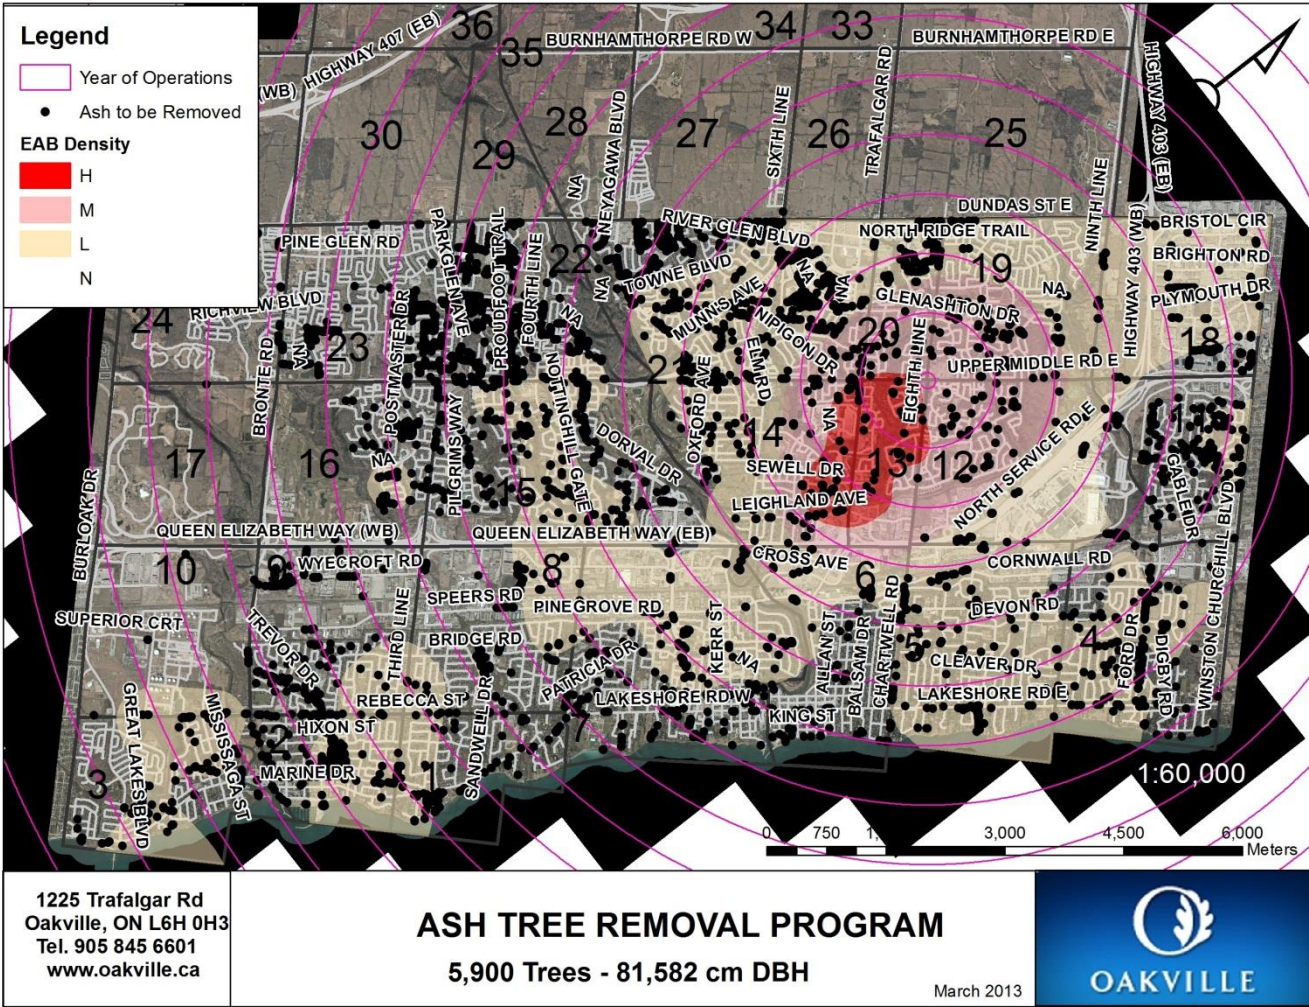 Legend
Year of Operations
Ash to be Removed
EAB Density
H
M
L
N
36
35
34
33
BURNHAMTHORPE RD W
BURNHAMTHORPE RD E
(WB) HIGHWAY 407 (EB)
HIGHWAY 403 (EB)
30
29
28
27
26
25
NEYAGAWA BLVD
SIXTH LINE
TRAFALGAR RD
NINTH LINE
NA
DUNDAS ST E
BRISTOL CIR
PINE GLEN RD
PARKGLEN AVE
PROUDFOOT TRAIL
FOURTH LINE
22
RIVER GLEN BLVD
NORTH RIDGE TRAIL
HIGHWAY 403 (WB)
BRIGHTON RD
TOWNE BLVD
NA
NA
NA
19
NA
PLYMOUTH DR
24
RICHVIEW BLVD
NA
MUNN'S AVE
NIPIGON DR
GLENASHTON DR
20
18
BRONTE RD
NA
23
POSTMASTER DR
NOTTINGHILL GATE
ELM RD
EIGHTH LINE
UPPER MIDDLE RD E
OXFORD AVE
NA
17
16
NA
PILGRIMS WAY
15
DORVAL DR
14
SEWELL DR
13
12
NORTH SERVICE RD E
11
GABLE DR
LEIGHLAND AVE
BURLOAK DR
QUEEN ELIZABETH WAY (WB)
QUEEN ELIZABETH WAY (EB)
CROSS AVE
CORNWALL RD
WINSTON CHURCHILL BLVD
10
9
WYECROFT RD
8
6
SPEERS RD
PINEGROVE RD
DEVON RD
SUPERIOR CRT
TREVOR DR
THIRD LINE
BRIDGE RD
PATRICIA DR
KERR ST
NA
ALLAN ST
BALSAM DR
CHARTWELL RD
5
CLEAVER DR
4
FORD DR
DIGBY RD
GREAT LAKES BLVD
MISSISSAGA ST
REBECCA ST
SANDWELL DR
LAKESHORE RD W
LAKESHORE RD E
HIXON ST
7
KING ST
2
3
MARINE DR
1
1:60,000
0 750 3,000 4,500 6,000
Meters
1225 Trafalgar Rd
Oakville, ON L6H 0H3
Tel. 905 845 6601
www.oakville.ca
ASH TREE REMOVAL PROGRAM
5,900 Trees - 81,582 cm DBH
March 2013
OAKVILLE